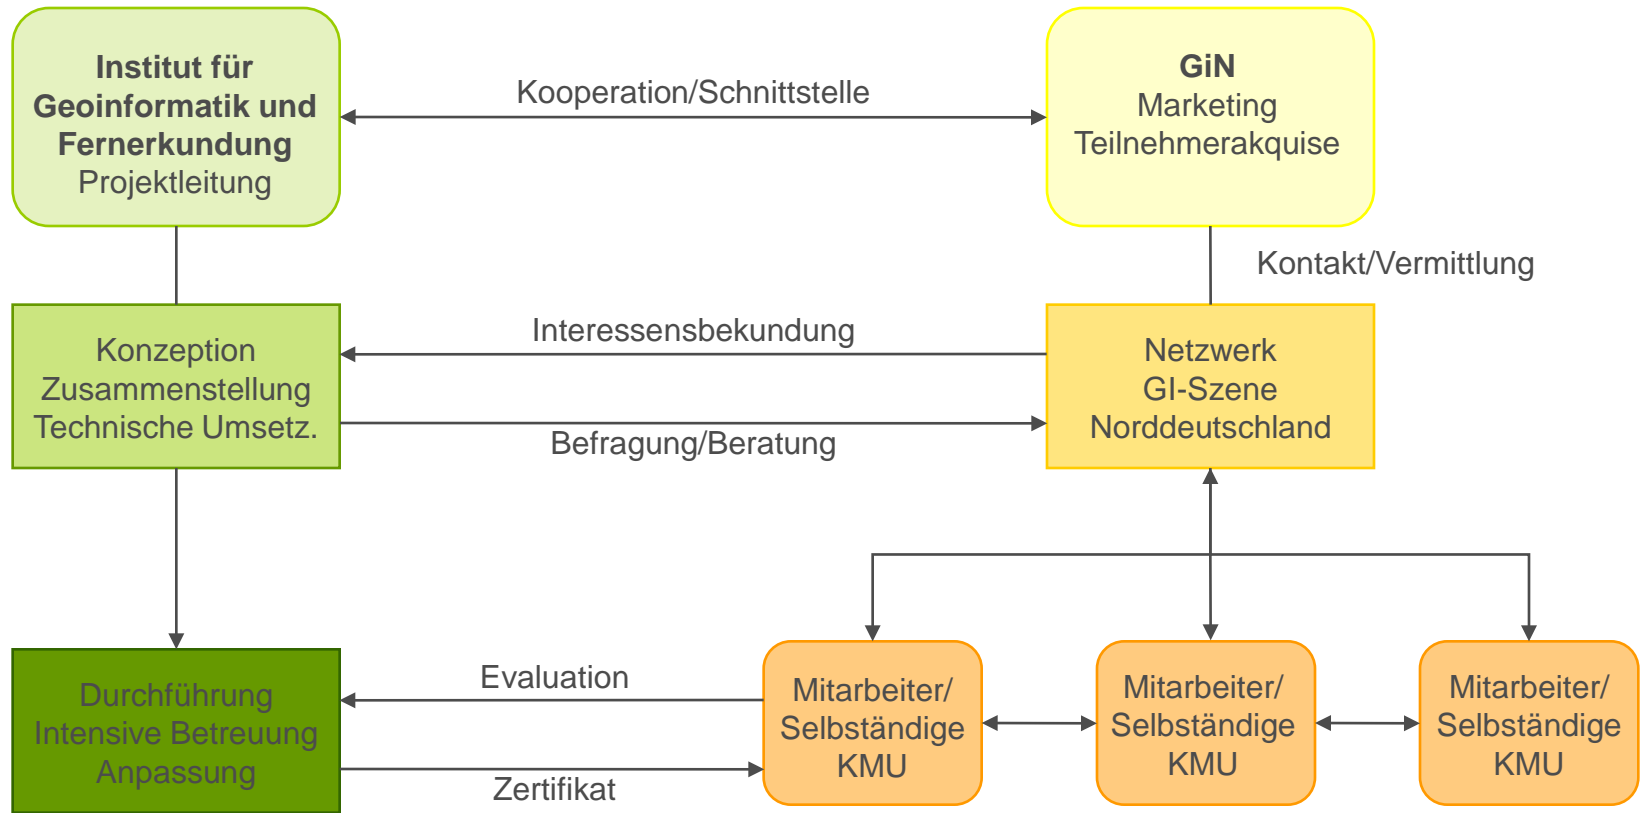 Institut für
Geoinformatik und
Fernerkundung
Projektleitung
Kooperation/Schnittstelle
GiN
Marketing
Teilnehmerakquise
Kontakt/Vermittlung
Konzeption
Zusammenstellung
Technische Umsetz.
Interessensbekundung
Befragung/Beratung
Netzwerk
GI-Szene
Norddeutschland
Durchführung
Intensive Betreuung
Anpassung
Evaluation
Zertifikat
Mitarbeiter/
Selbständige
KMU
Mitarbeiter/
Selbständige
KMU
Mitarbeiter/
Selbständige
KMU